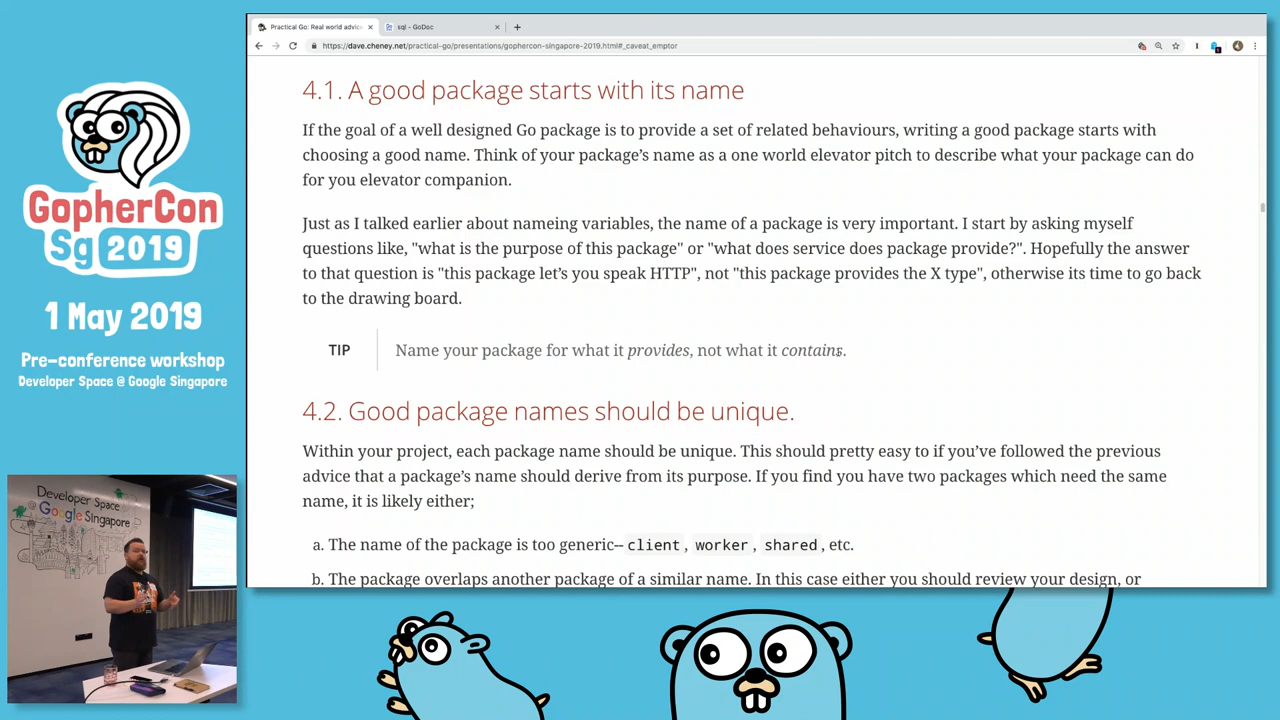 Practical Go: Real world advic
sql - GoDoc
https://dave.cheney.net/practical-go/presentations/gophercon-singapore-2019.html#_caveat_emptor
4.1. A good package starts with its name
If the goal of a well designed Go package is to provide a set of related behaviours, writing a good package starts with
choosing a good name. Think of your package's name as a one world elevator pitch to describe what your package can do
for you elevator companion.
Just as I talked earlier about nameing variables, the name of a package is very important. I start by asking myself
questions like, "what is the purpose of this package" or "what does service does package provide?". Hopefully the answer
to that question is "this package let's you speak HTTP", not "this package provides the X type", otherwise its time to go back
to the drawing board.
TIP
Name your package for what it provides, not what it contains.
4.2. Good package names should be unique.
Within your project, each package name should be unique. This should pretty easy to if you've followed the previous
advice that a package's name should derive from its purpose. If you find you have two packages which need the same
name, it is likely either;
a. The name of the package is too generic-- client, worker, shared, etc.
b. The package overlaps another package of a similar name. In this case either you should review your design, or
GopherCon
Sg 2019
1 May 2019
Pre-conference workshop
Developer Space @ Google Singapore
Developer Space
@ Google Singapore